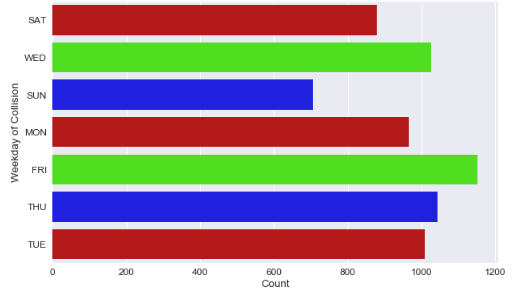 SAT
WED
SUN
MON
FRI
THU
TUE
Weekday of Collision
0 200 400 600 800 1000 1200
Count